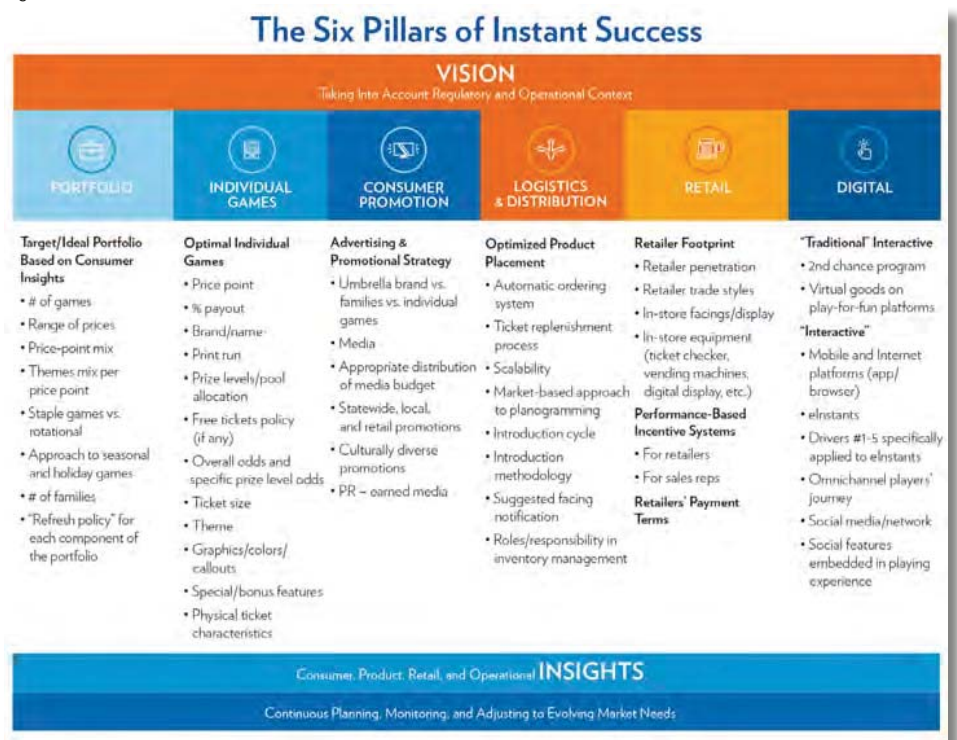 The Six Pillars of Instant Success
VISION
Taking Into Account Regulatory and Operational Context
PORTFOLIO
INDIVIDUAL
GAMES
CONSUMER
PROMOTION
LOGISTICS
& DISTRIBUTION
RETAIL
DIGITAL
Target/Ideal Portfolio
Based on Consumer
Insights
• # of games
• Range of prices
• Price-point mix
• Themes mix per
price point
• Staple games vs.
rotational
• Approach to seasonal
and holiday games
• # of families
• "Refresh policy" for
each component of
the portfolio
Optimal Individual
Games
• Price point
• % payout
• Brand/name
• Print run
• Prize levels/pool
allocation
• Free tickets policy
(if any)
• Overall odds and
specific prize level odds
• Ticket size
• Theme
• Graphics/colors/
callouts
• Special/bonus features
• Physical ticket
characteristics
Advertising &
Promotional Strategy
• Umbrella brand vs.
families vs. individual
games
• Media
• Appropriate distribution
of media budget
• Statewide, local,
and retail promotions
• Culturally diverse
promotions
• PR – earned media
Optimized Product
Placement
• Automatic ordering
system
• Ticket replenishment
process
• Scalability
• Market-based approach
to planogramming
• Introduction cycle
• Introduction
methodology
• Suggested facing
notification
• Roles/responsibility in
inventory management
Retailer Footprint
• Retailer penetration
• Retailer trade styles
• In-store facings/display
• In-store equipment
(ticket checker,
vending machines,
digital display, etc.)
Performance-Based
Incentive Systems
• For retailers
• For sales reps
Retailers' Payment
Terms
"Traditional" Interactive
• 2nd chance program
• Virtual goods on
play-for-fun platforms
"Interactive"
• Mobile and Internet
platforms (app/
browser)
• eInstants
• Drivers #1-5 specifically
applied to eInstants
• Omnichannel players'
journey
• Social media/network
• Social features
embedded in playing
experience
Consumer, Product, Retail, and Operational INSIGHTS
Continuous Planning, Monitoring, and Adjusting to Evolving Market Needs